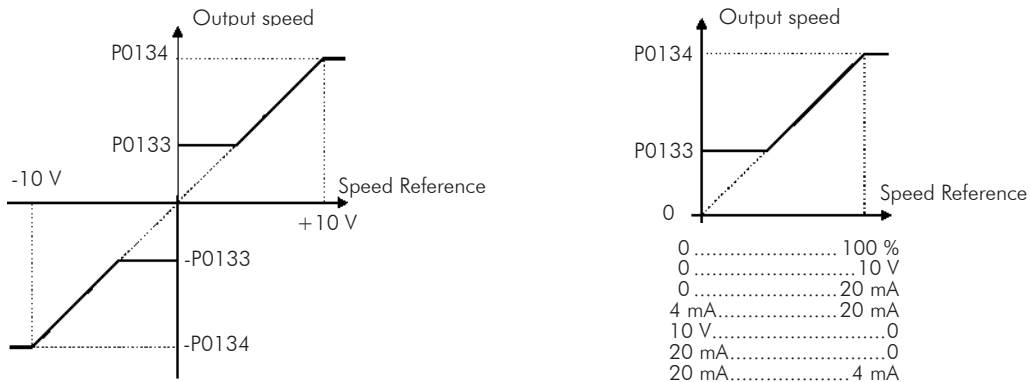 Output speed
P0134
P0133
-10 V
Speed Reference
+10 V
-P0133
-P0134
Output speed
P0134
P0133
Speed Reference
0
0 ........................ 100 %
0 ........................... 10 V
0 ........................ 20 mA
4 mA.................... 20 mA
10 V............................0
20 mA..........................0
20 mA.....................4 mA